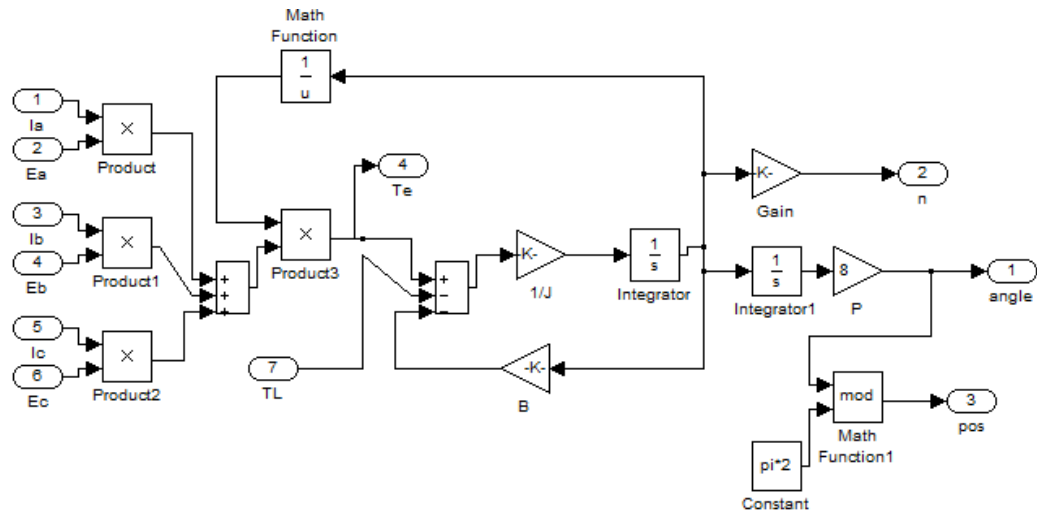 Math
Function
1
u
1
Ia
2
Ea
×
Product
4
Te
K-
Gain
2
n
3
Ib
4
Eb
×
Product1
+
+
+
×
Product3
+
−
−
K-
1/J
1
s
Integrator
1
s
Integrator1
8
P
1
angle
5
Ic
6
Ec
×
Product2
7
TL
-K-
B
mod
Math
Function1
3
pos
pi*2
Constant